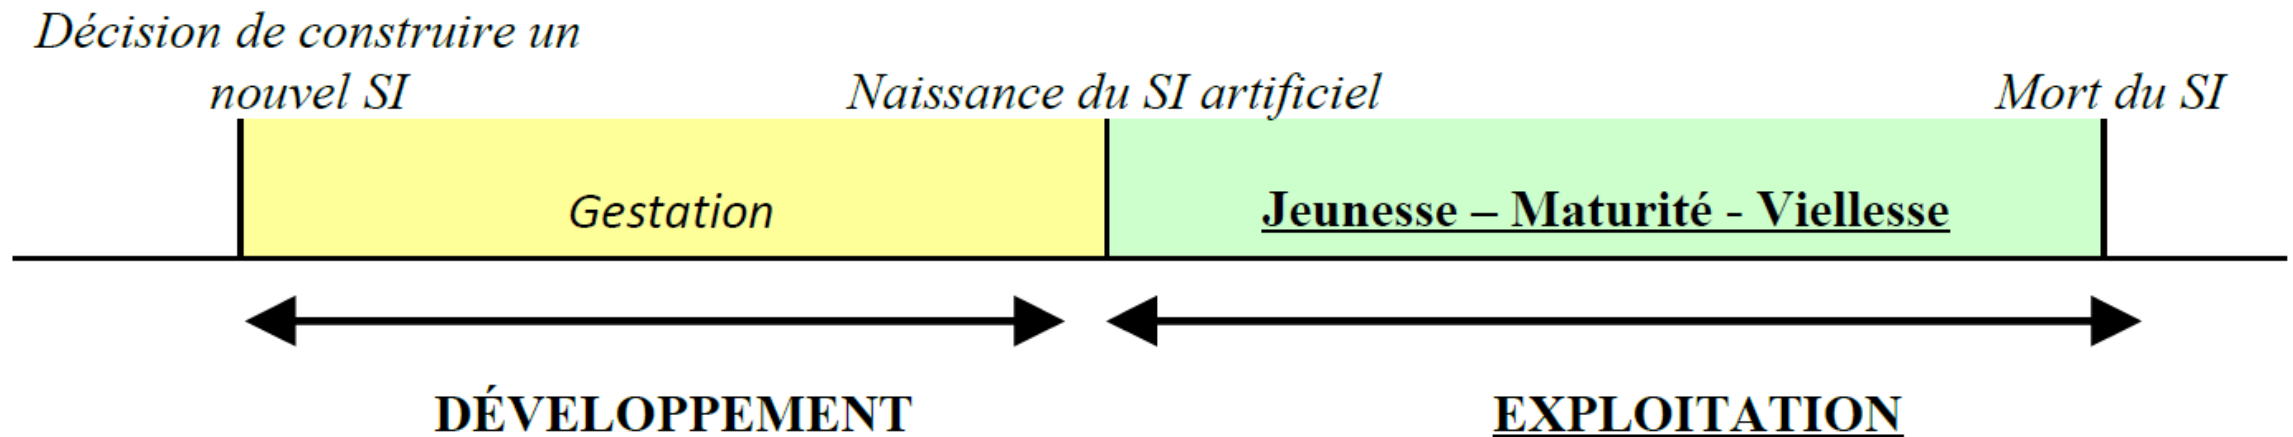 Décision de construire un
nouvel SI
Naissance du SI artificiel
Mort du SI
Gestation
Jeunesse – Maturité - Viellesse
DÉVELOPPEMENT
EXPLOITATION